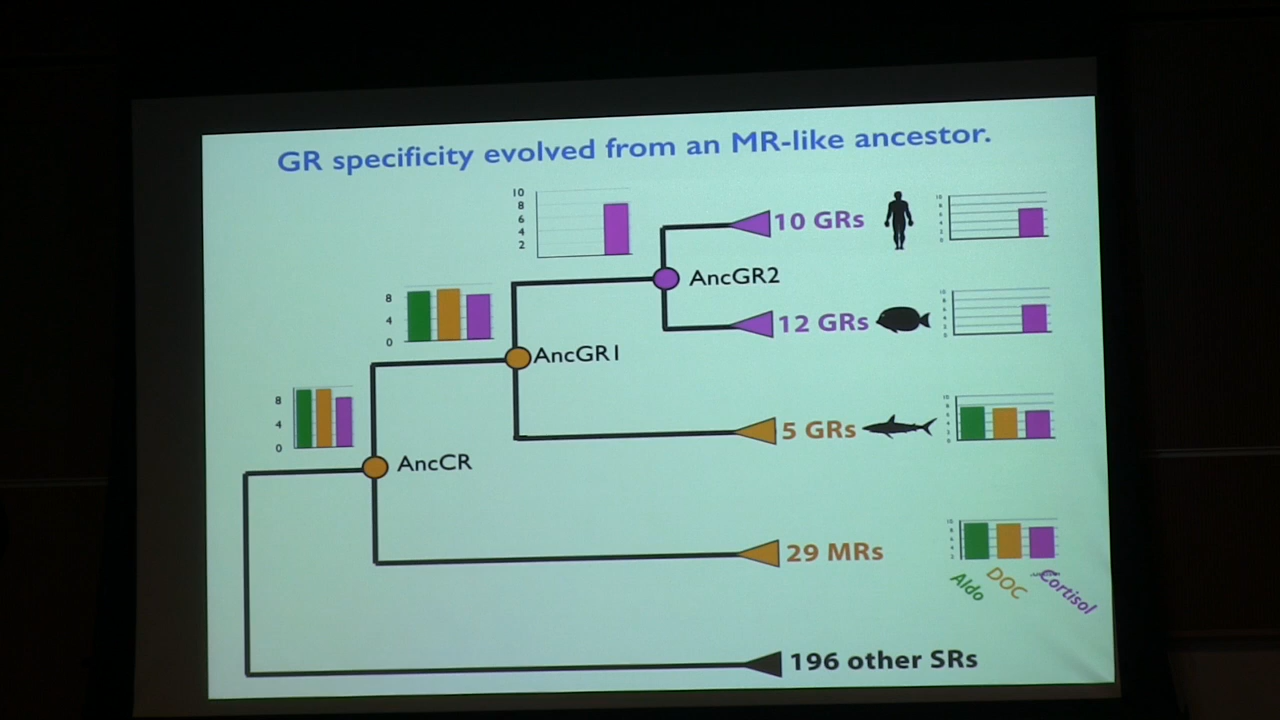 GR specificity evolved from an MR-like ancestor.
10
8
6
4
2
10 GRs
AncGR2
12 GRs
8
4
0
AncGR1
5 GRs
8
4
0
AncCR
29 MRs
Aldo
DOC
Cortisol
196 other SRs